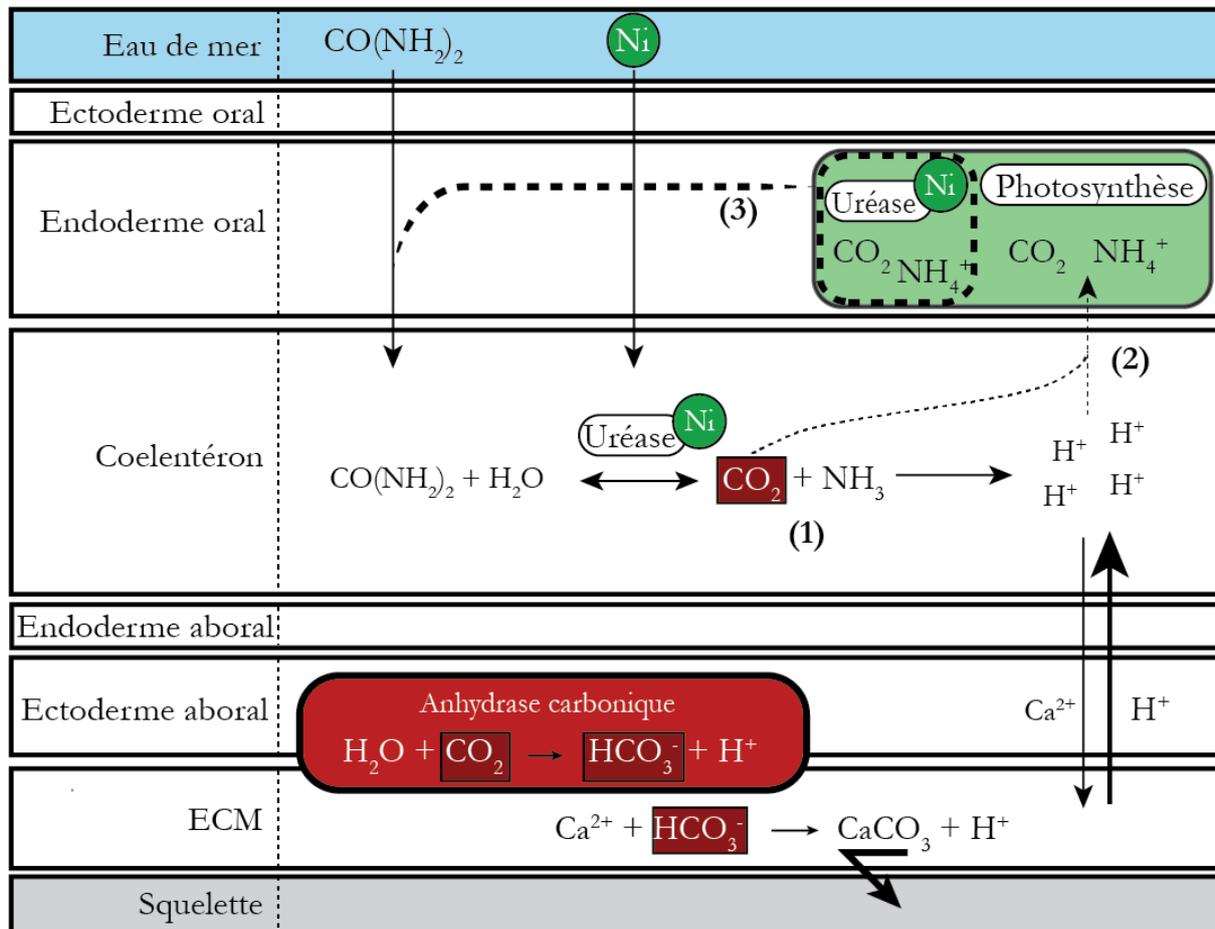 Eau de mer
CO(NH₂)₂
Ni
Ectoderme oral
Endoderme oral
(3)
Uréase
Ni
Photosynthèse
CO₂ NH₄⁺
CO₂ NH₄⁺
(2)
Coelentéron
Uréase
Ni
CO(NH₂)₂ + H₂O
CO₂ + NH₃
(1)
H⁺
H⁺
H⁺
H⁺
Endoderme aboral
Ectoderme aboral
Anhydrase carbonique
H₂O + CO₂ → HCO₃⁻ + H⁺
Ca²⁺
H⁺
ECM
Ca²⁺ + HCO₃⁻ → CaCO₃ + H⁺
Squelette